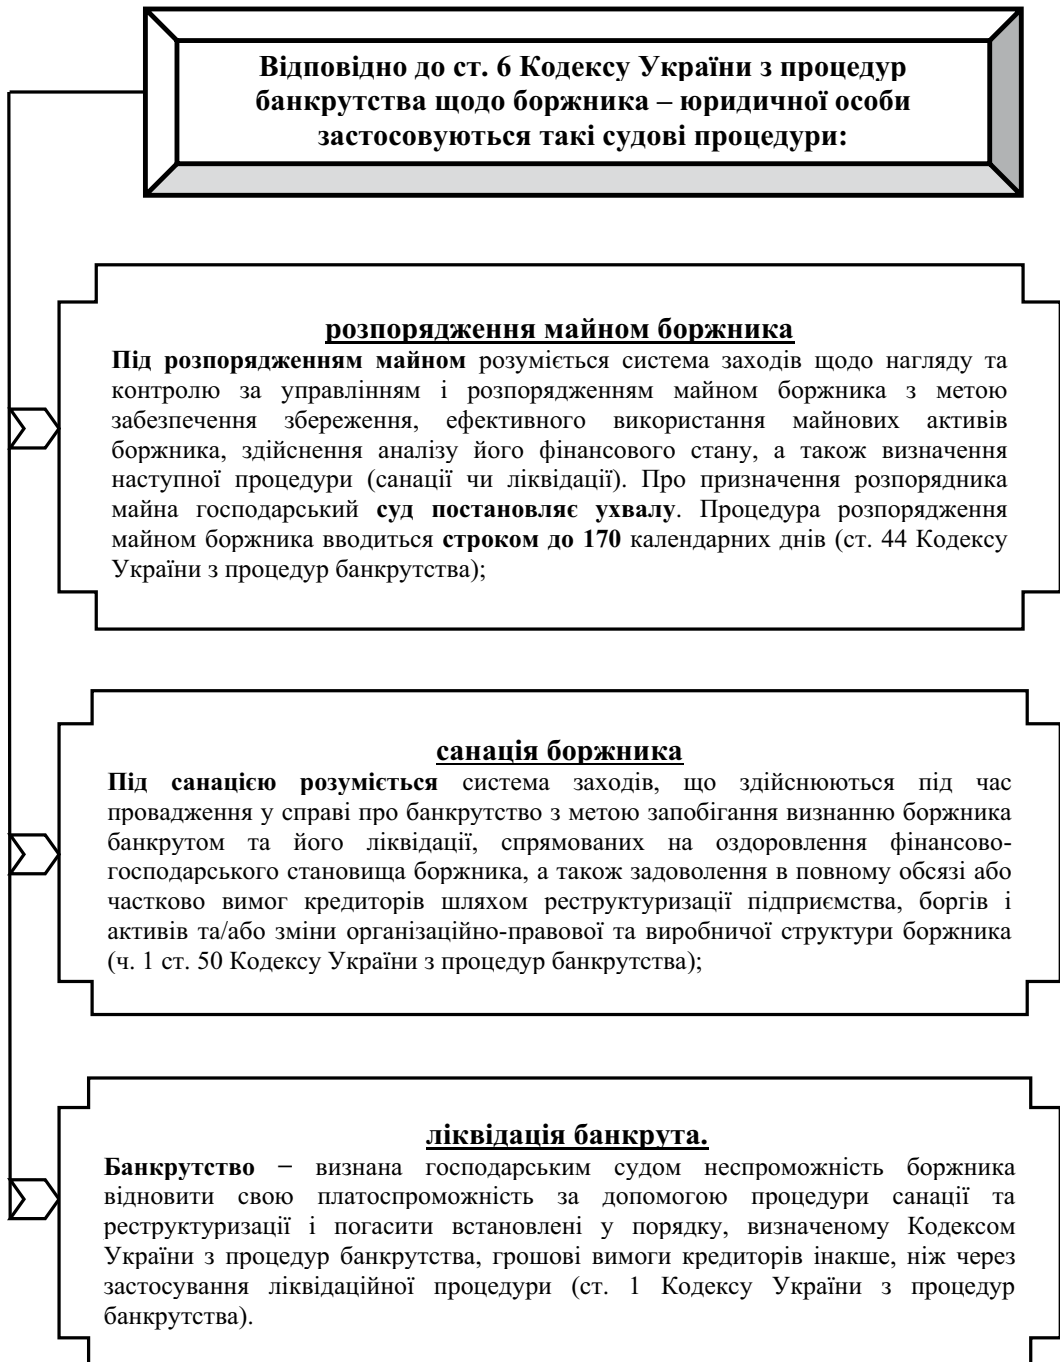 Відповідно до ст. 6 Кодексу України з процедур
банкрутства щодо боржника – юридичної особи
застосовуються такі судові процедури:
розпорядження майном боржника
Під розпорядженням майном розуміється система заходів щодо нагляду та
контролю за управлінням і розпорядженням майном боржника з метою
забезпечення збереження, ефективного використання майнових активів
боржника, здійснення аналізу його фінансового стану, а також визначення
наступної процедури (санації чи ліквідації). Про призначення розпорядника
майна господарський суд постановляє ухвалу. Процедура розпорядження
майном боржника вводиться строком до 170 календарних днів (ст. 44 Кодексу
України з процедур банкрутства);
санація боржника
Під санацією розуміється система заходів, що здійснюються під час
провадження у справі про банкрутство з метою запобігання визнанню боржника
банкрутом та його ліквідації, спрямованих на оздоровлення фінансово-
господарського становища боржника, а також задоволення в повному обсязі або
частково вимог кредиторів шляхом реструктуризації підприємства, боргів і
активів та/або зміни організаційно-правової та виробничої структури боржника
(ч. 1 ст. 50 Кодексу України з процедур банкрутства);
ліквідація банкрута.
Банкрутство – визнана господарським судом неспроможність боржника
відновити свою платоспроможність за допомогою процедури санації та
реструктуризації і погасити встановлені у порядку, визначеному Кодексом
України з процедур банкрутства, грошові вимоги кредиторів інакше, ніж через
застосування ліквідаційної процедури (ст. 1 Кодексу України з процедур
банкрутства).